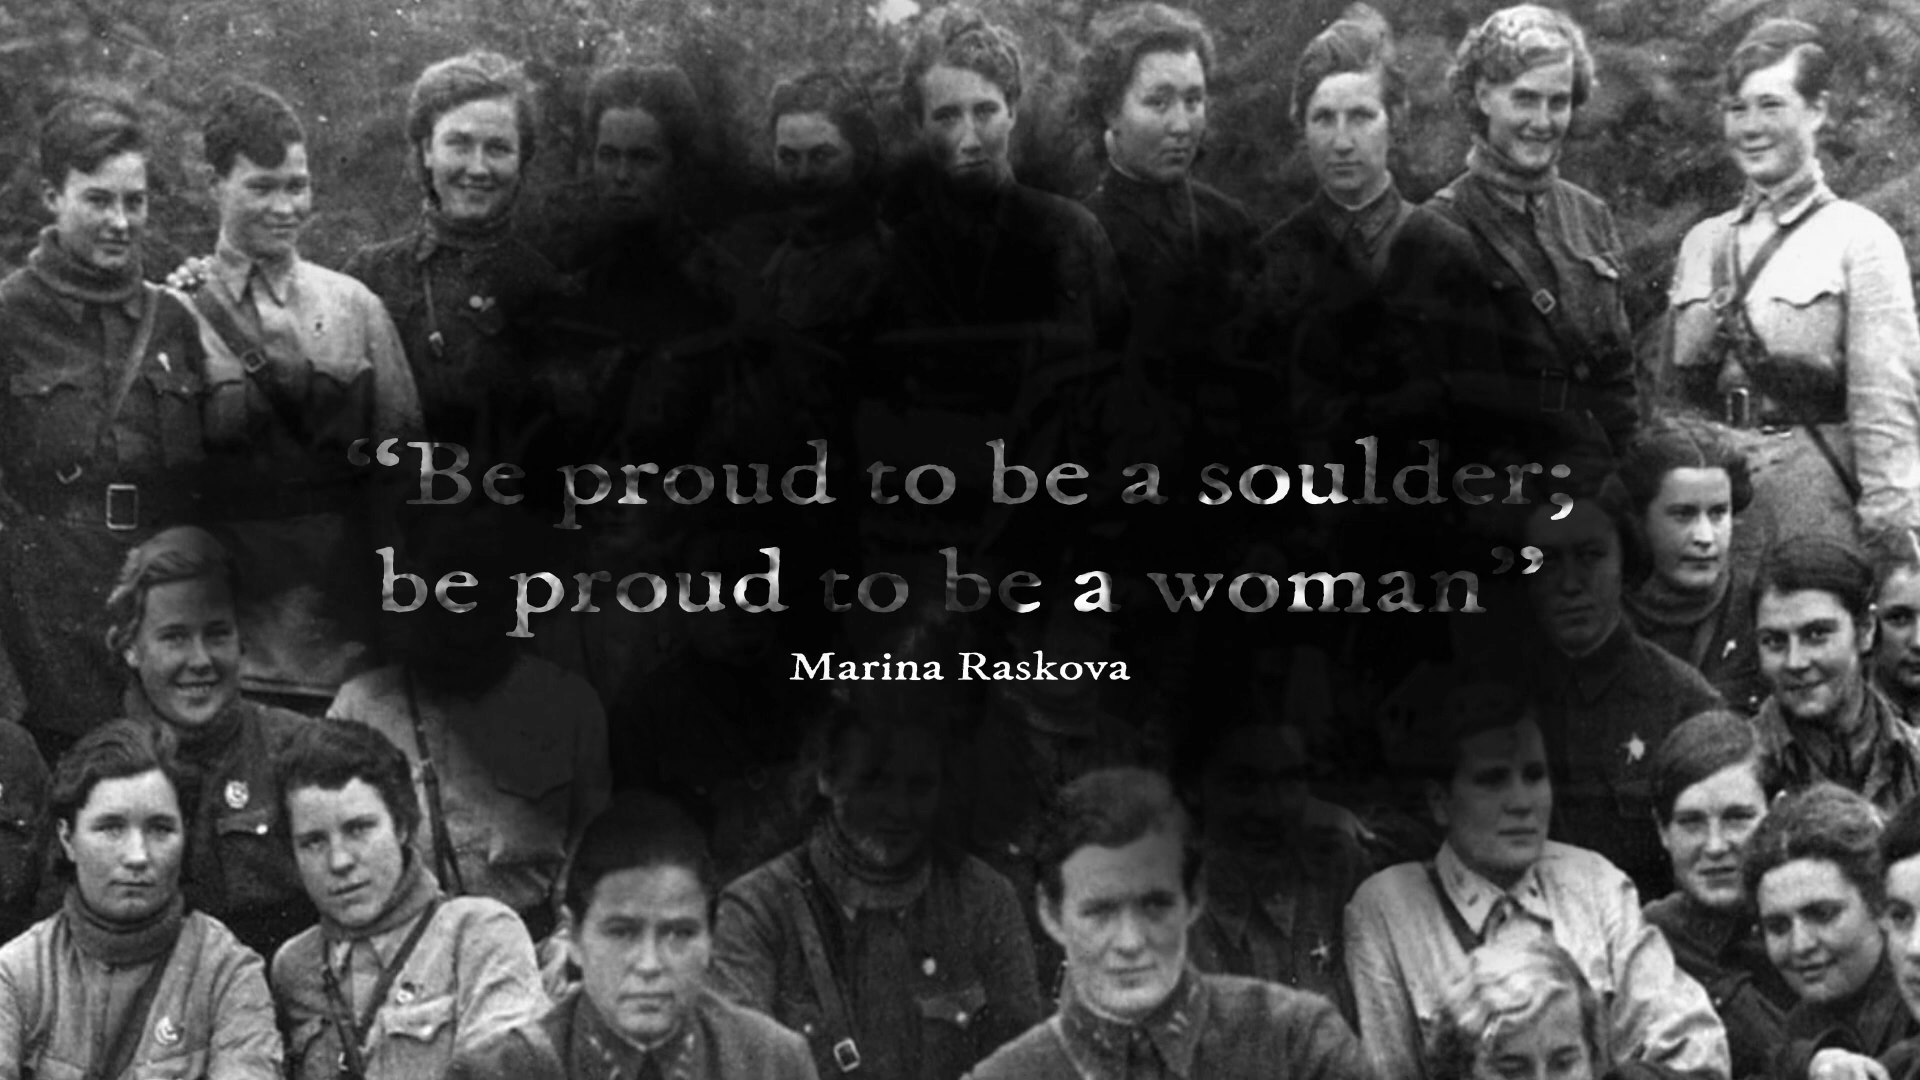 “Be proud to be a soulder;
be proud to be a woman”
Marina Raskova